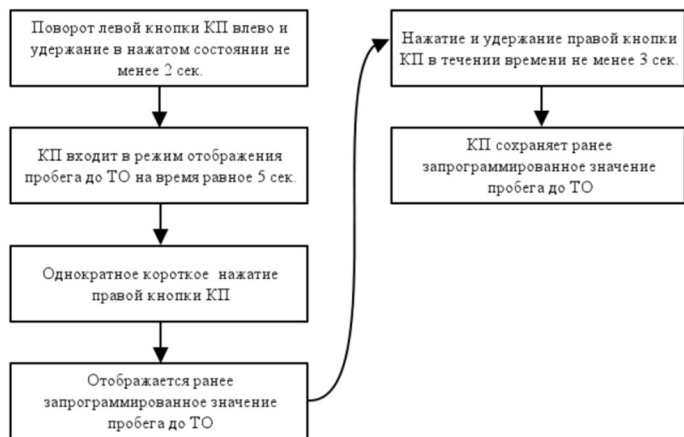 Поворот левой кнопки КП влево и
удержание в нажатом состоянии не
менее 2 сек.
КП входит в режим отображения
пробега до ТО на время равное 5 сек.
Однократное короткое нажатие
правой кнопки КП
Отображается ранее
запрограммированное значение
пробега до ТО
Нажатие и удержание правой кнопки
КП в течении времени не менее 3 сек.
КП сохраняет ранее
запрограммированное значение
пробега до ТО